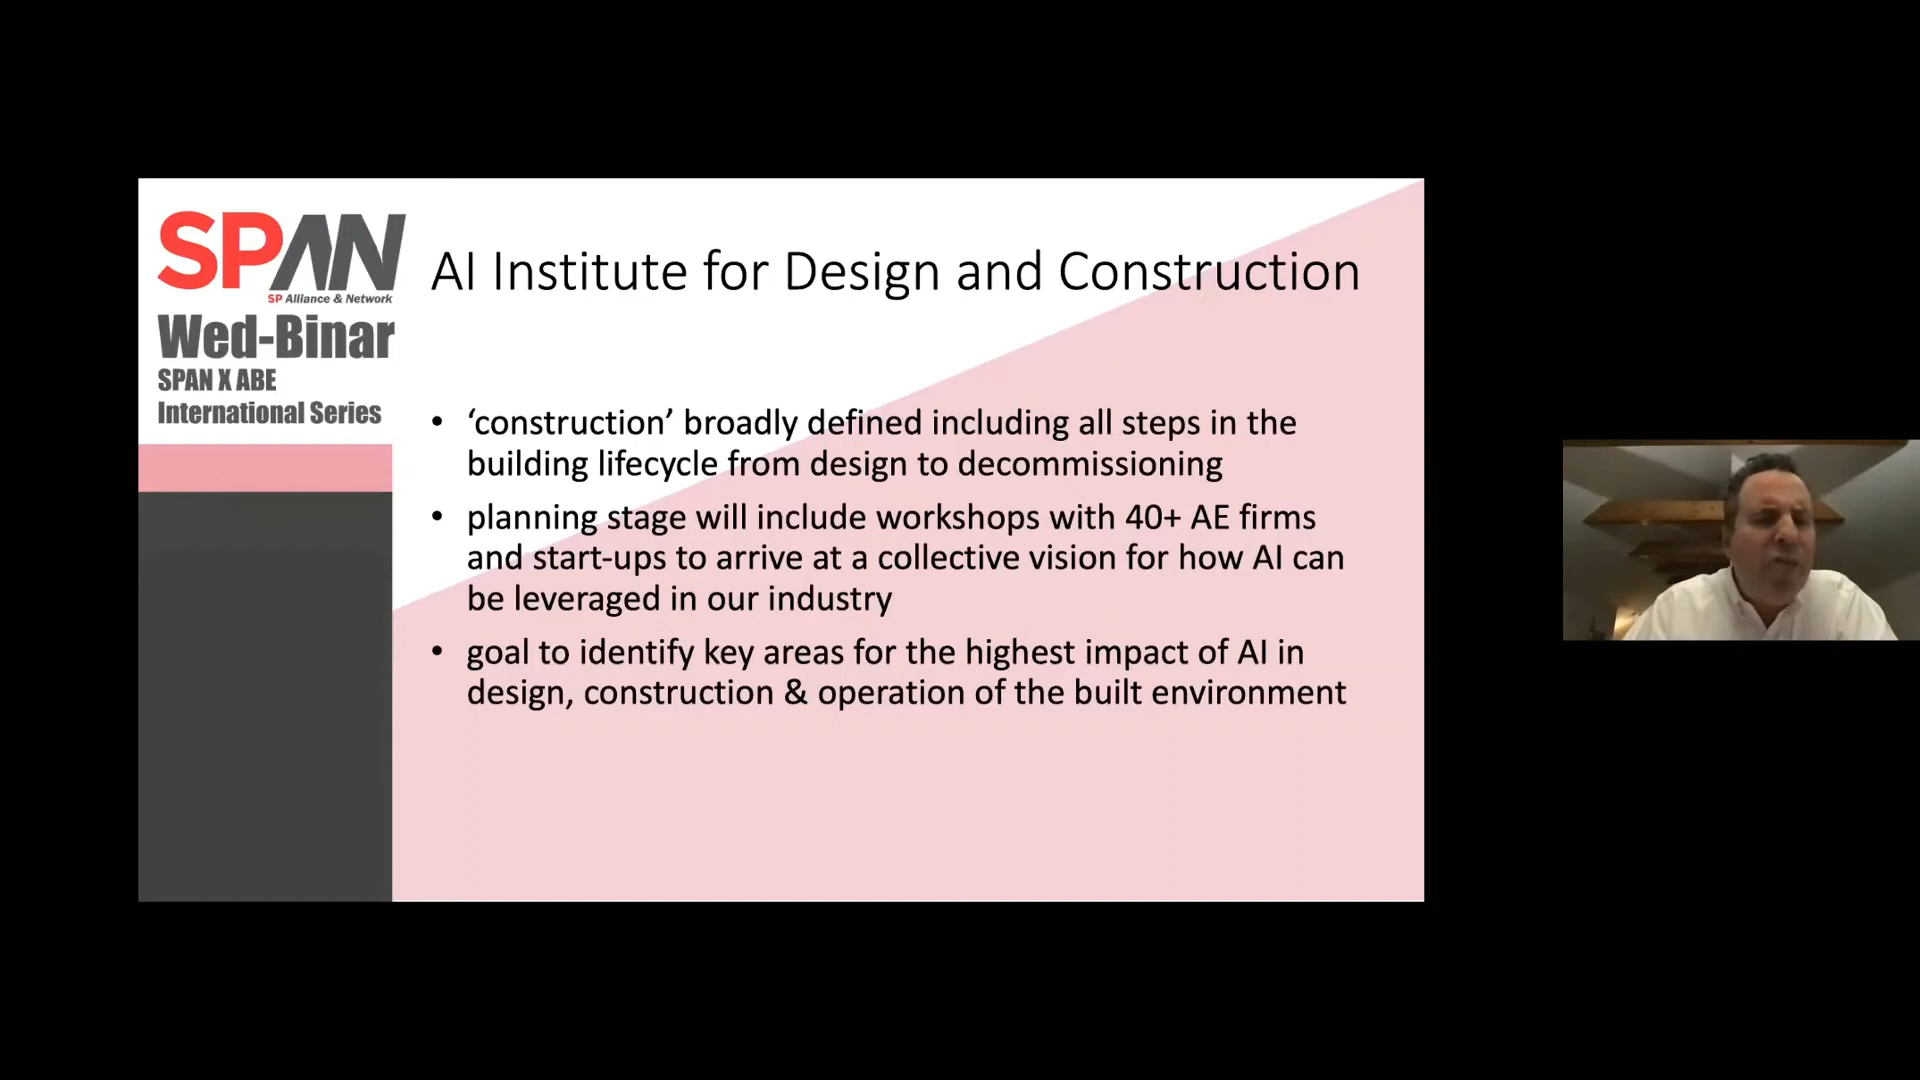 SPAN
SP Alliance & Network
Wed-Binar
SPAN X ABE
International Series
AI Institute for Design and Construction
• ‘construction’ broadly defined including all steps in the
building lifecycle from design to decommissioning
• planning stage will include workshops with 40+ AE firms
and start-ups to arrive at a collective vision for how AI can
be leveraged in our industry
• goal to identify key areas for the highest impact of AI in
design, construction & operation of the built environment